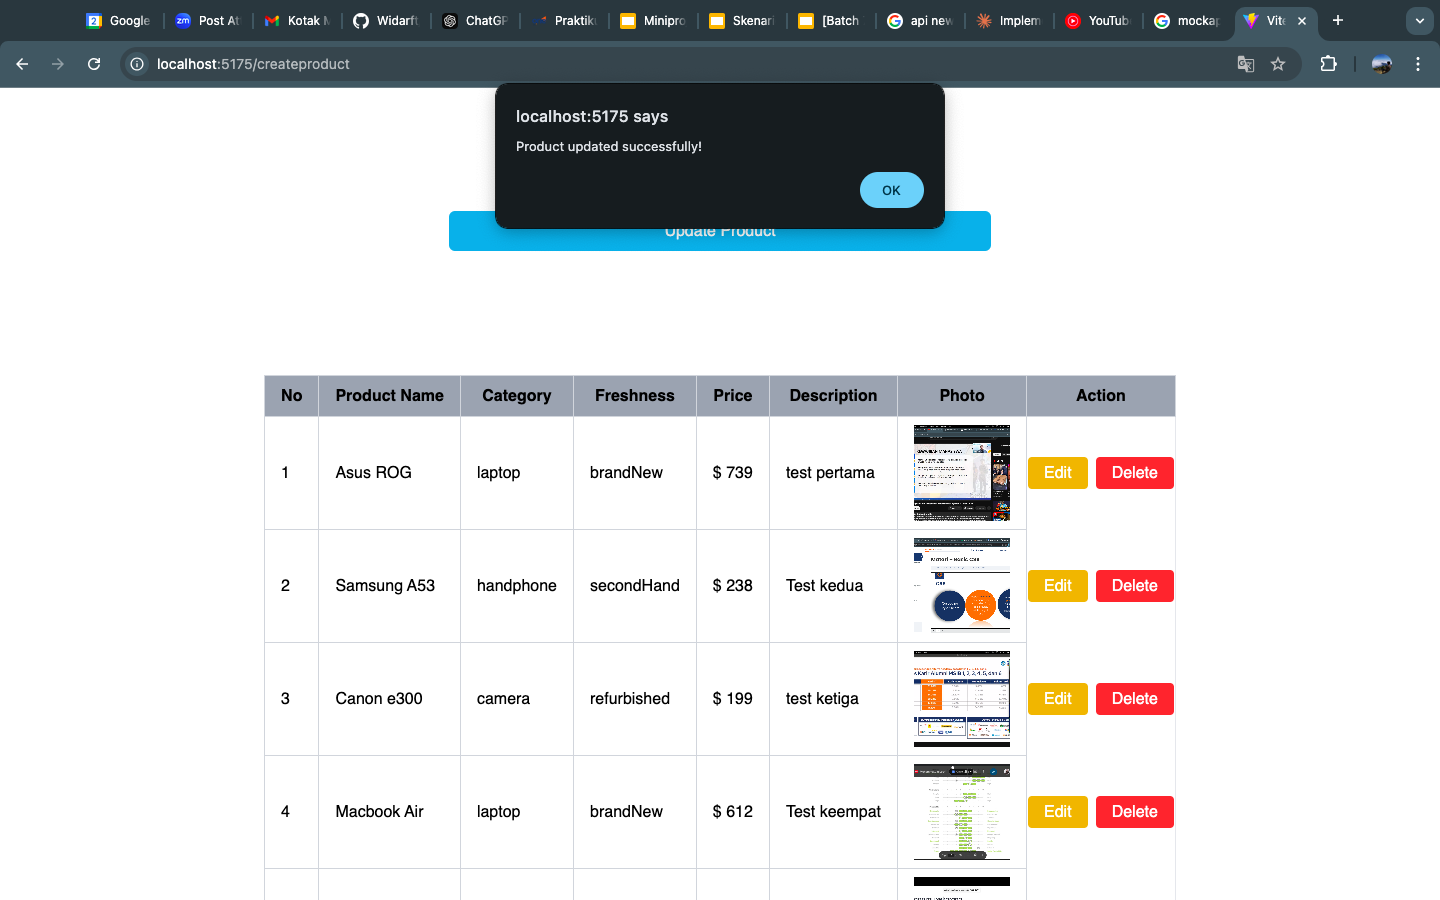 Google
Post At
Kotak M
Widarft
ChatGP
Praktiku
Minipro
Skenari
[Batch
api new
Implem
YouTube
mockap
Vite
localhost:5175/createproduct
localhost:5175 says
Product updated successfully!
OK
Update Product
No Product Name Category Freshness Price Description Photo Action
1 Asus ROG laptop brandNew $ 739 test pertama Edit Delete
2 Samsung A53 handphone secondHand $ 238 Test kedua Edit Delete
3 Canon e300 camera refurbished $ 199 test ketiga Edit Delete
4 Macbook Air laptop brandNew $ 612 Test keempat Edit Delete